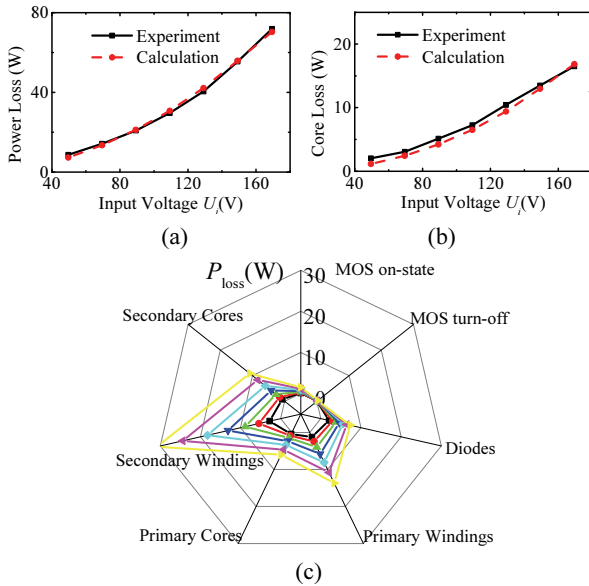 80
40
0
Power Loss (W)
Experiment
Calculation
40
80
120
160
Input Voltage U_i(V)
(a)
20
10
0
Core Loss (W)
Experiment
Calculation
40
80
120
160
Input Voltage U_i(V)
(b)
P_loss(W)
30
20
10
0
MOS on-state
MOS turn-off
Diodes
Primary Windings
Primary Cores
Secondary Windings
Secondary Cores
(c)